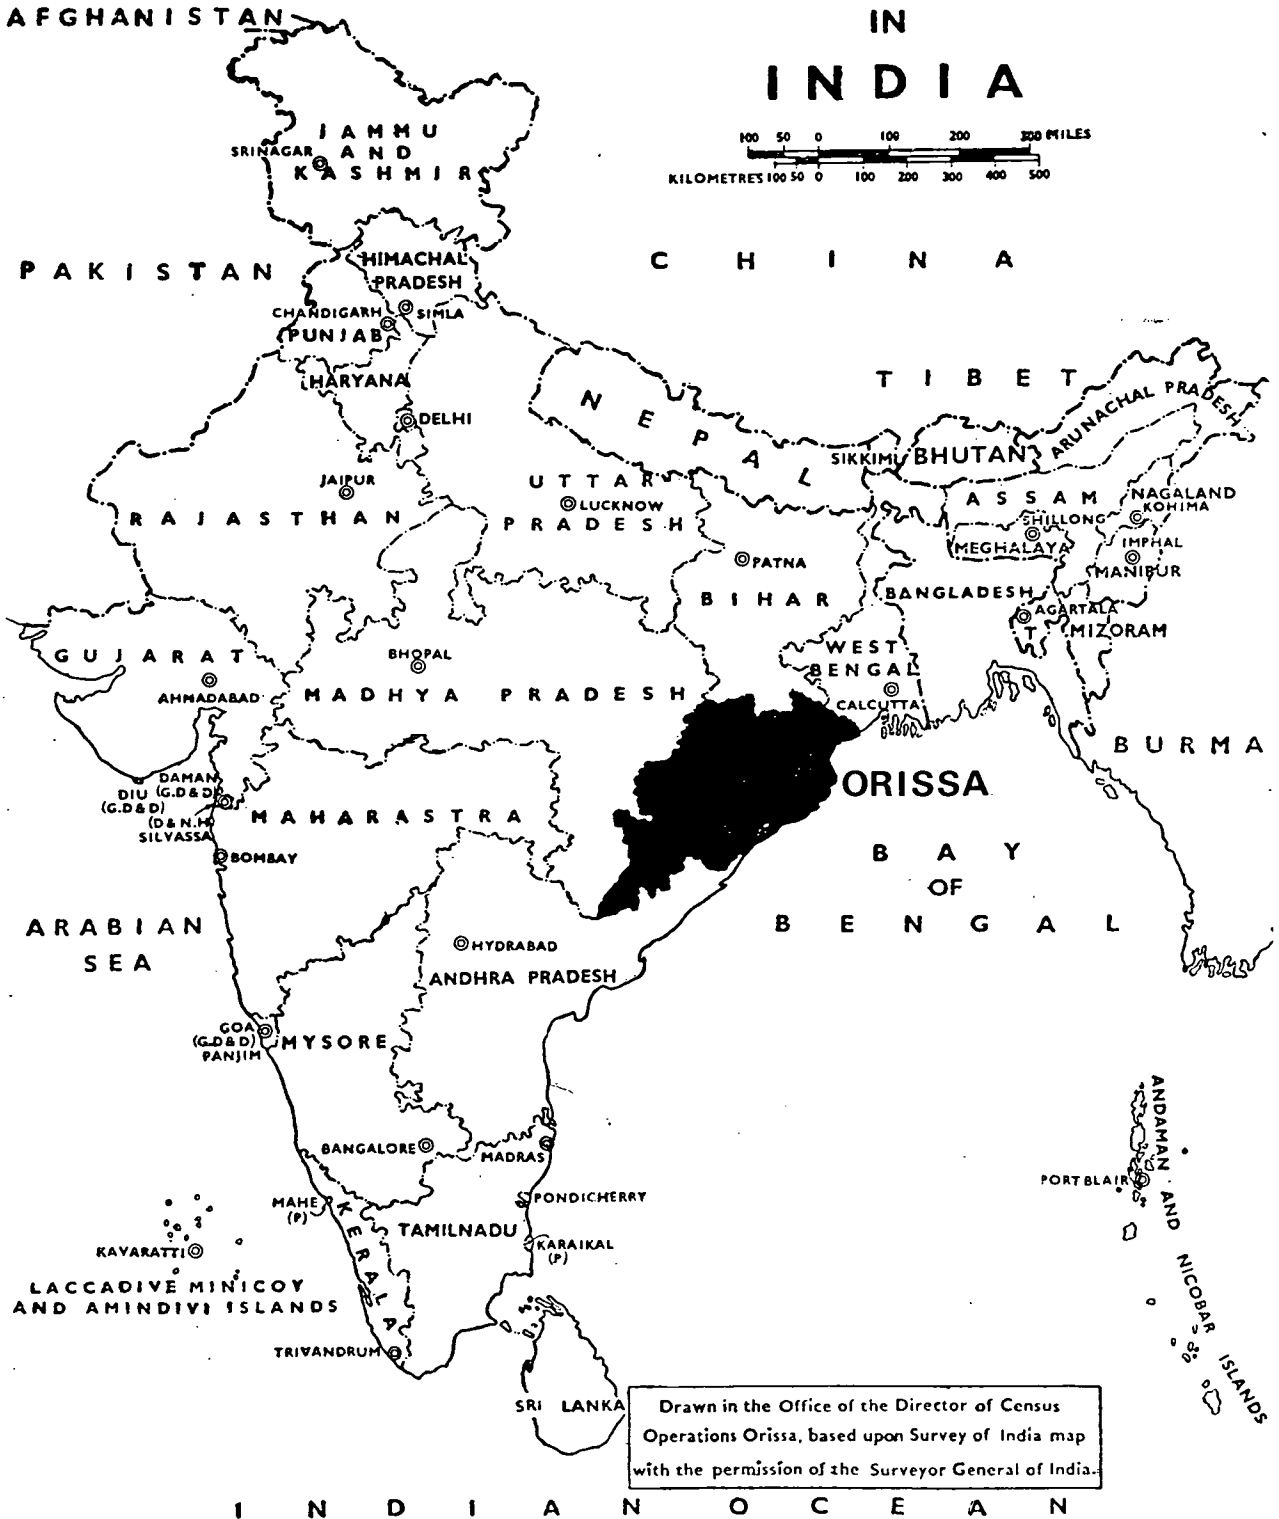 AFGHANISTAN
IN
INDIA
100 50 0 100 200 300 MILES
KILOMETRES 100 50 0 100 200 300 400 500
JAMMU
AND
KASHMIR
SRINAGAR
PAKISTAN
CHINA
HIMACHAL
PRADESH
CHANDIGARH
SIMLA
PUNJAB
HARYANA
DELHI
TIBET
NEPAL
SIKKIM
BHUTAN
ARUNACHAL PRADESH
JAIPUR
RAJASTHAN
UTTAR
PRADESH
LUCKNOW
ASSAM
NAGALAND
KOHIMA
SHILLONG
MEGHALAYA
IMPHAL
MANIPUR
PATNA
BIHAR
BANGLADESH
AGARTALA
T
MIZORAM
WEST
BENGAL
CALCUTTA
GUJARAT
AHMADABAD
BHOPAL
MADHYA PRADESH
BURMA
DAMAN
(G.D&D)
DIU
(G.D&D)
(D&N.H)
SILVASSA
MAHARASTRA
ORISSA
BOMBAY
BAY
OF
BENGAL
ARABIAN
SEA
HYDRABAD
ANDHRA PRADESH
GOA
(G.D&D)
PANJIM
MYSORE
BANGALORE
MADRAS
ANDAMAN AND NICOBAR ISLANDS
PORT BLAIR
MAHE
(P)
KERALA
TAMILNADU
PONDICHERRY
KARAIKAL
(P)
KAVARATTI
LACCADIVE MINICOY
AND AMINDIVI ISLANDS
TRIVANDRUM
SRI LANKA
Drawn in the Office of the Director of Census
Operations Orissa, based upon Survey of India map
with the permission of the Surveyor General of India.
INDIAN OCEAN